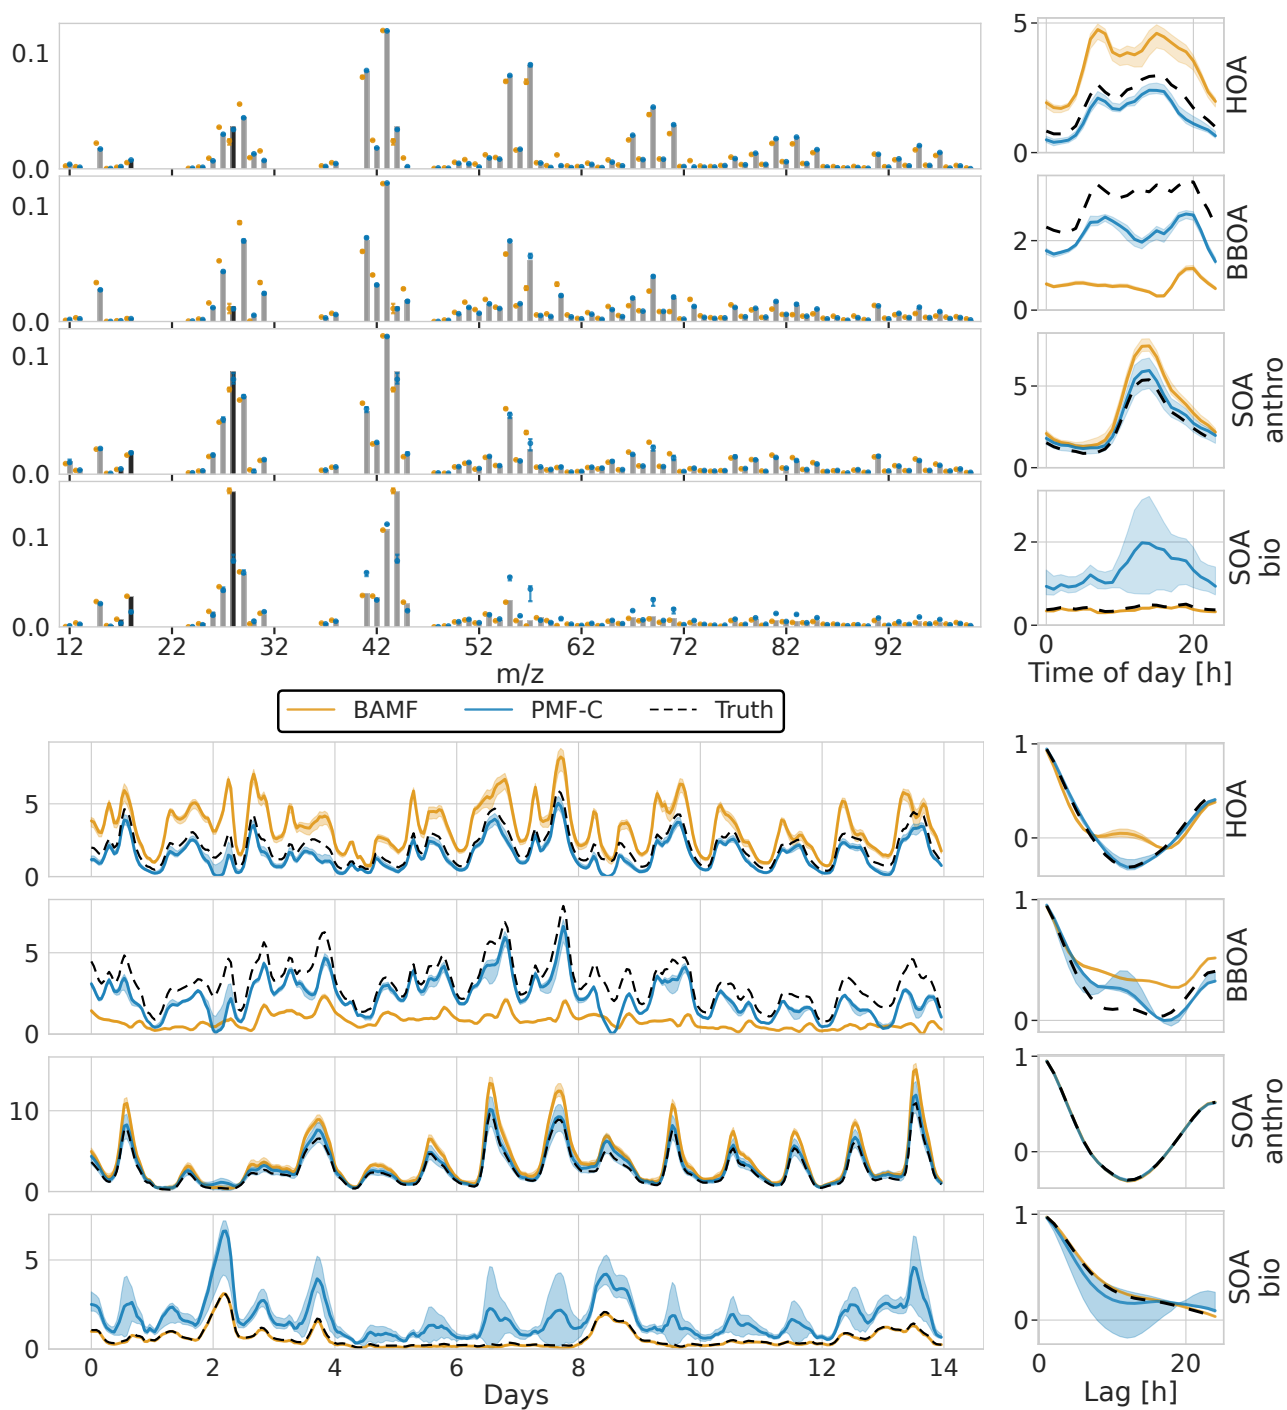 0.1
0.0
5
0
HOA
0.1
0.0
2
0
BBOA
0.1
0.0
5
0
SOA
anthro
0.1
0.0
12 22 32 42 52 62 72 82 92
m/z
2
0
0 20
Time of day [h]
SOA
bio
BAMF PMF-C Truth
5
0
1
0
HOA
5
0
1
0
BBOA
10
0
1
0
SOA
anthro
5
0
0 2 4 6 8 10 12 14
Days
1
0
0 20
Lag [h]
SOA
bio